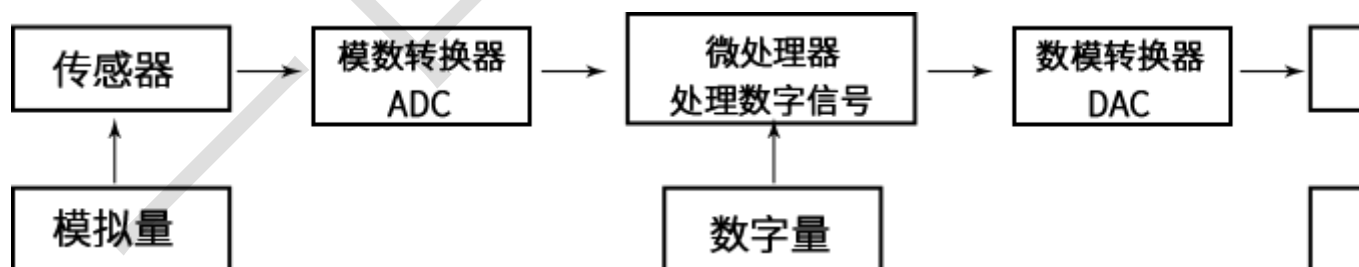 传感器
模数转换器
ADC
微处理器
处理数字信号
数模转换器
DAC
模拟量
数字量